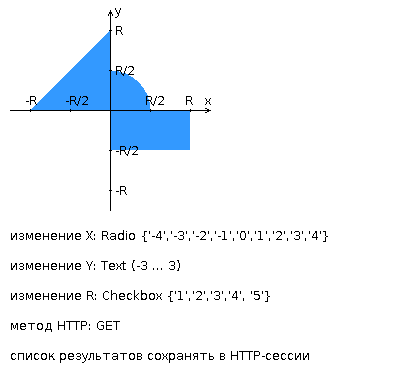 y
R
R/2
-R -R/2 R/2 R x
-R/2
-R
изменение X: Radio {'-4','-3','-2','-1','0','1','2','3','4'}
изменение Y: Text (-3 ... 3)
изменение R: Checkbox {'1','2','3','4', '5'}
метод HTTP: GET
список результатов сохранять в HTTP-сессии